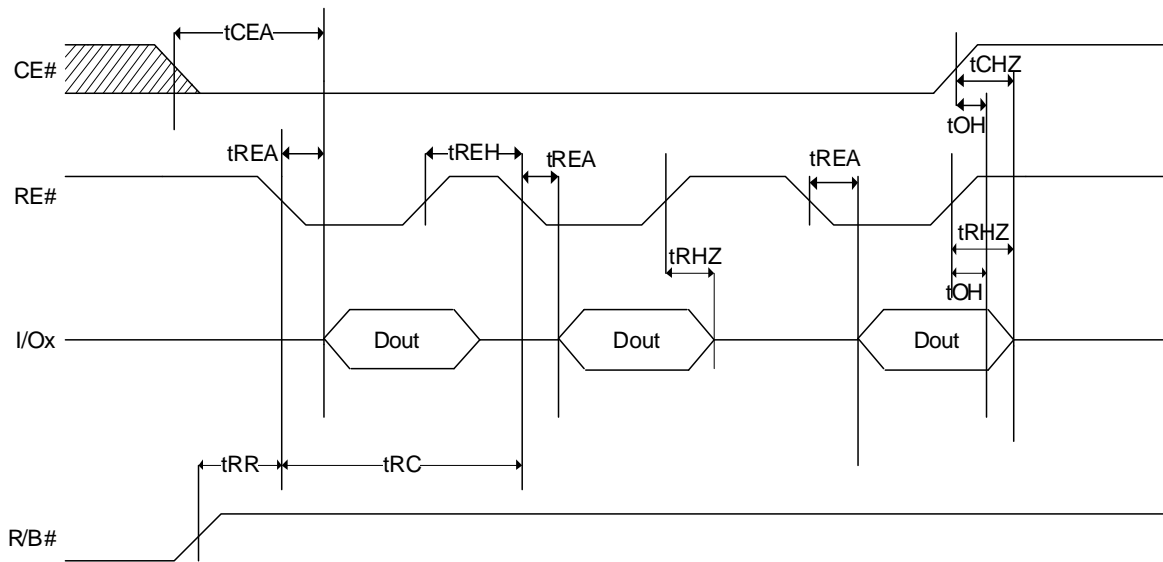 tCEA
CE#
tCHZ
tOH
tREA
tREH
tREA
tREA
RE#
tRHZ
tRHZ
tOH
I/Ox
Dout
Dout
Dout
tRR
tRC
R/B#